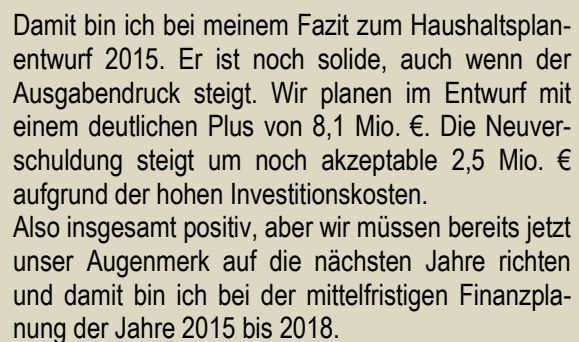 Damit bin ich bei meinem Fazit zum Haushaltsplan-
entwurf 2015. Er ist noch solide, auch wenn der
Ausgabendruck steigt. Wir planen im Entwurf mit
einem deutlichen Plus von 8,1 Mio. €. Die Neuver-
schuldung steigt um noch akzeptable 2,5 Mio. €
aufgrund der hohen Investitionskosten.
Also insgesamt positiv, aber wir müssen bereits jetzt
unser Augenmerk auf die nächsten Jahre richten
und damit bin ich bei der mittelfristigen Finanzpla-
nung der Jahre 2015 bis 2018.